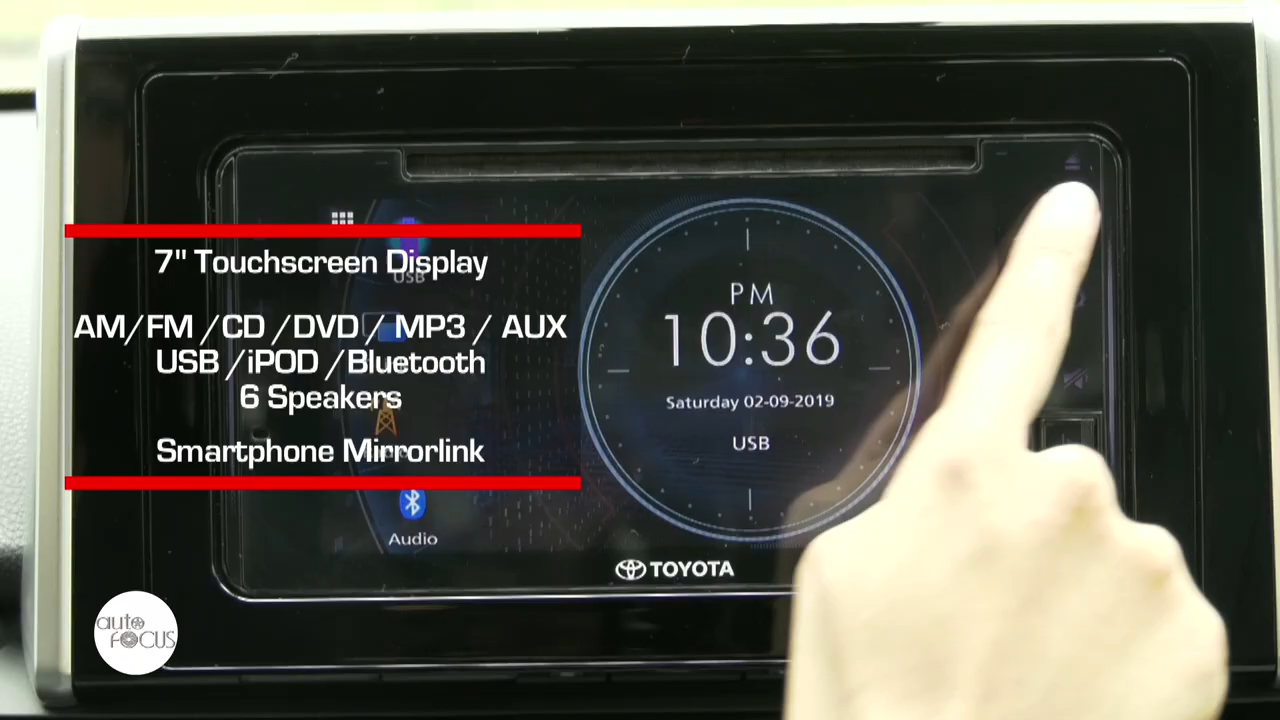 7" Touchscreen Display
AM/FM /CD /DVD / MP3 / AUX
USB /iPOD /Bluetooth
6 Speakers
Smartphone Mirrorlink
USB
Audio
PM
10:36
Saturday 02-09-2019
USB
TOYOTA
auto
FOCUS